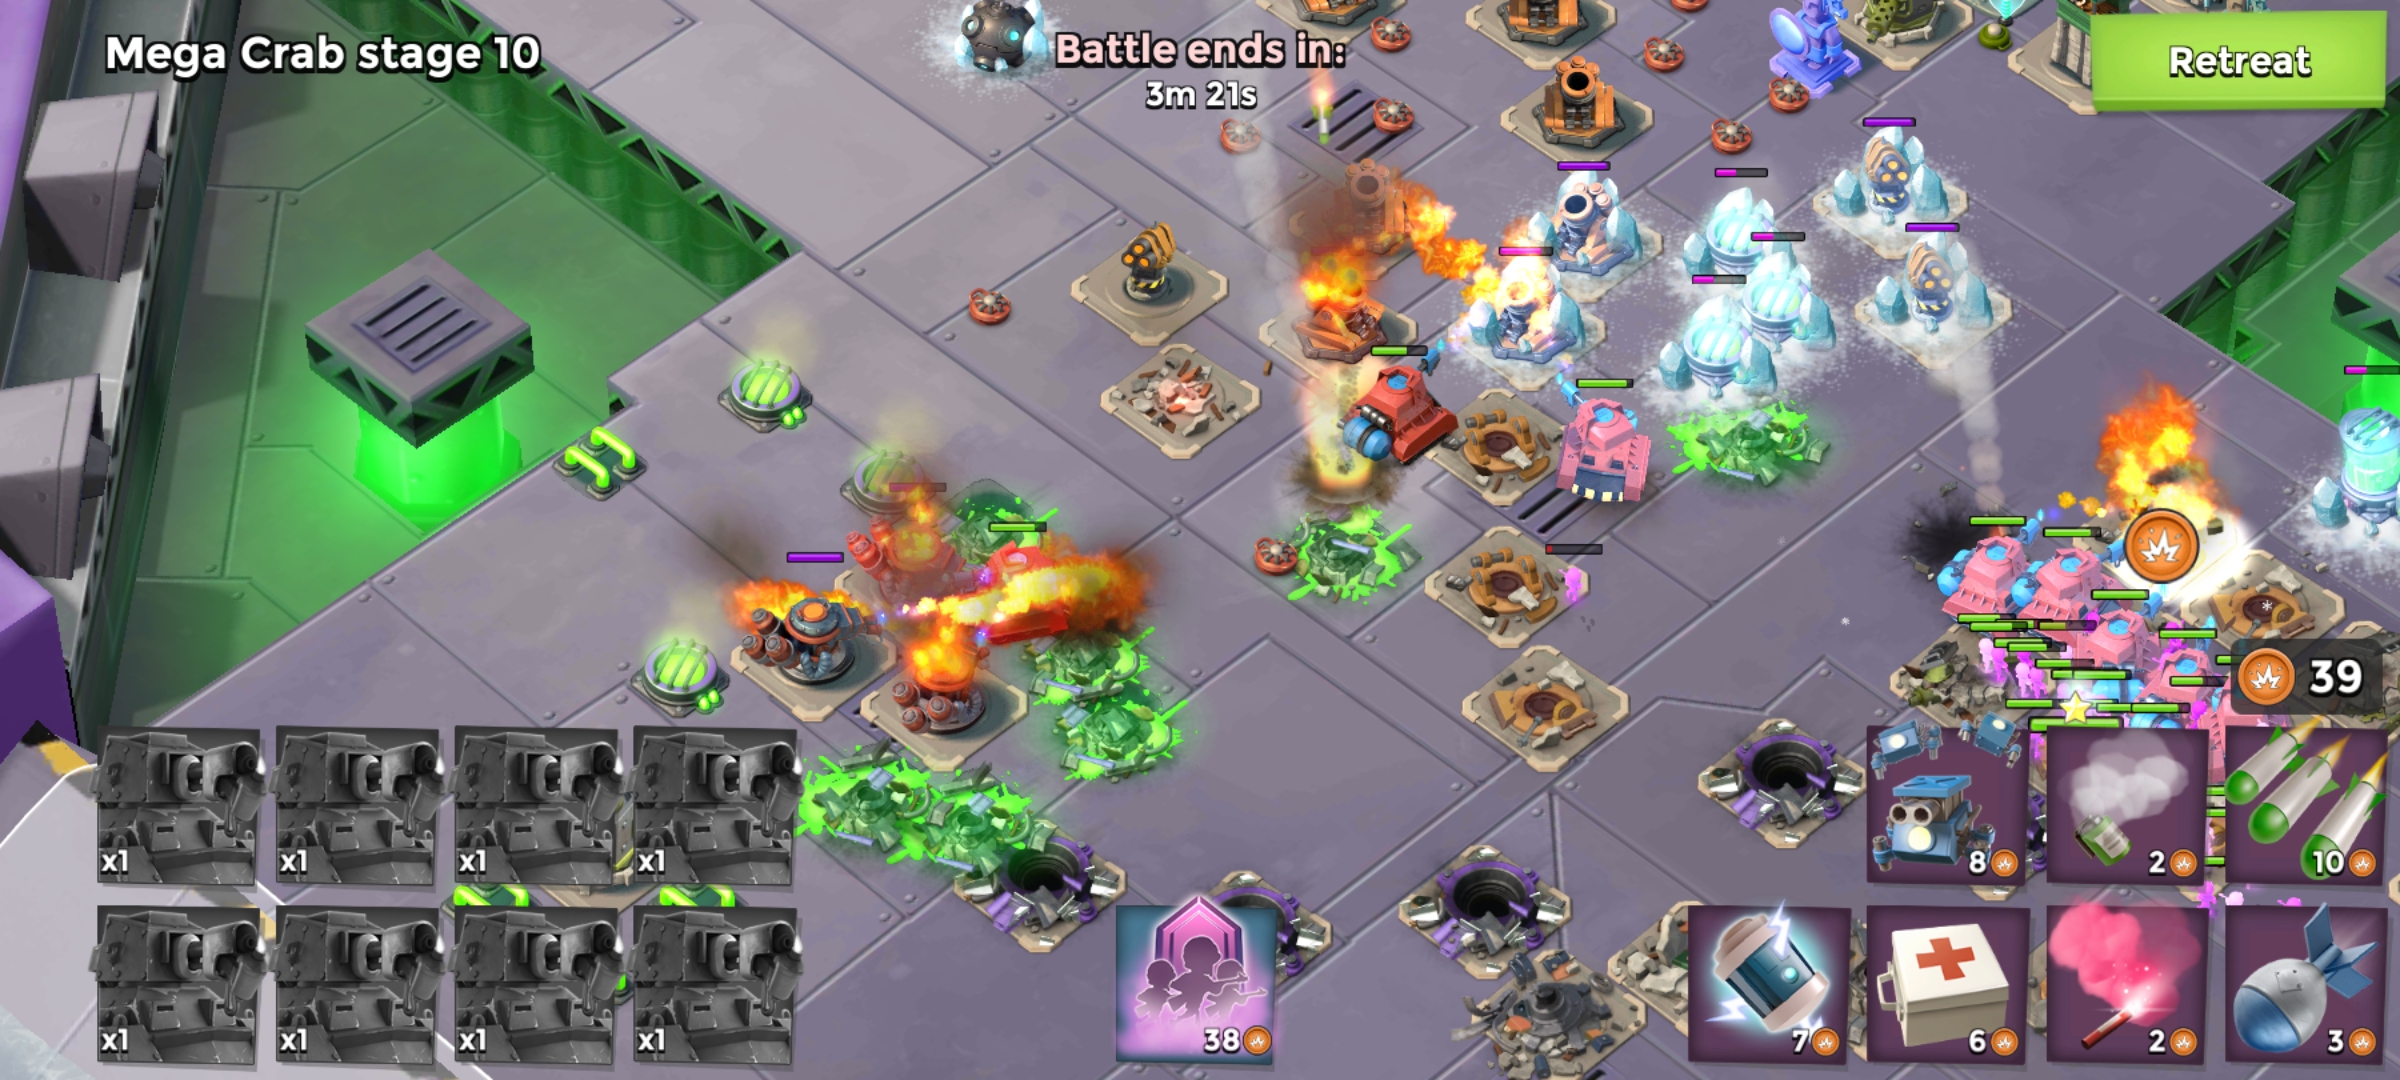 Mega Crab stage 10
Battle ends in:
3m 21s
Retreat
39
x1
x1
x1
x1
8
2
10
x1
x1
x1
x1
38
7
6
2
3